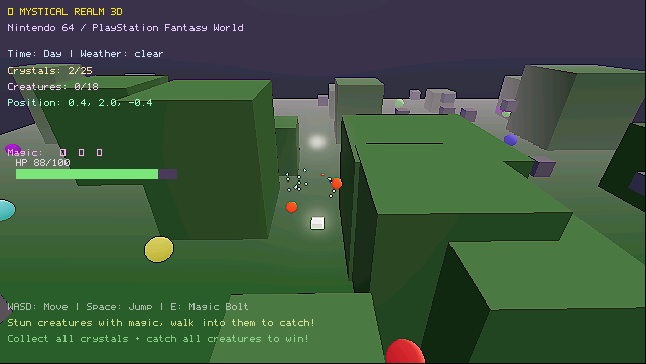 MYSTICAL REALM 3D
Nintendo 64 / PlayStation Fantasy World
Time: Day | Weather: clear
Crystals: 2/25
Creatures: 0/18
Position: 0.4, 2.0, -0.4
Magic:
HP 88/100
WASD: Move | Space: Jump | E: Magic Bolt
Stun creatures with magic, walk into them to catch!
Collect all crystals + catch all creatures to win!